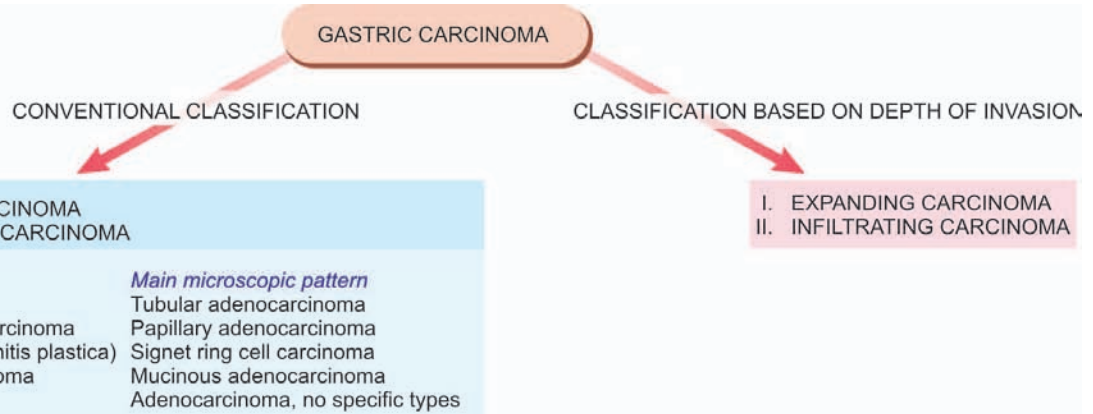 GASTRIC CARCINOMA
CONVENTIONAL CLASSIFICATION
CLASSIFICATION BASED ON DEPTH OF INVASION
CINOMA
CARCINOMA
I. EXPANDING CARCINOMA
II. INFILTRATING CARCINOMA
Main microscopic pattern
Tubular adenocarcinoma
rcinoma Papillary adenocarcinoma
nitis plastica) Signet ring cell carcinoma
oma Mucinous adenocarcinoma
Adenocarcinoma, no specific types